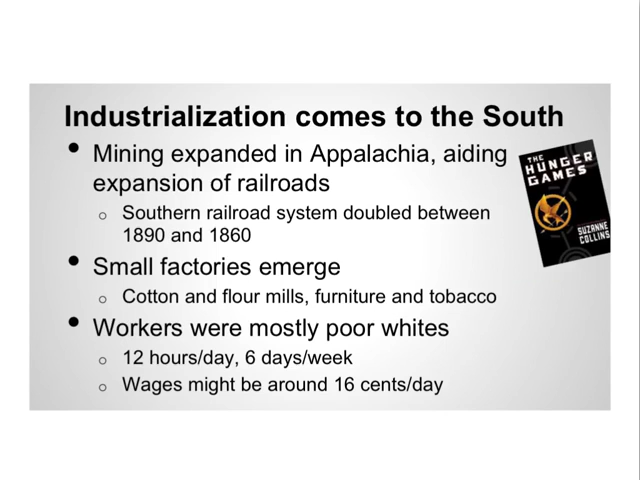 Industrialization comes to the South
• Mining expanded in Appalachia, aiding
expansion of railroads
○ Southern railroad system doubled between
1890 and 1860
• Small factories emerge
○ Cotton and flour mills, furniture and tobacco
• Workers were mostly poor whites
○ 12 hours/day, 6 days/week
○ Wages might be around 16 cents/day
THE
HUNGER
GAMES
SUZANNE
COLLINS